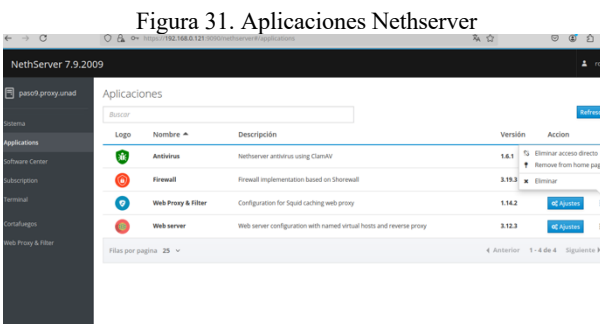 Figura 31. Aplicaciones Nethserver
https://192.168.0.121:9090/nethserver#/applications
NethServer 7.9.2009
paso9.proxy.unad
Aplicaciones
Buscar
Sistema
Applications
Software Center
Subscription
Terminal
Cortafuegos
Web Proxy & Filter
Logo Nombre Descripción Versión Accion
Antivirus Nethserver antivirus using ClamAV 1.6.1
Eliminar acceso directo
Remove from home pag
Eliminar
Firewall Firewall implementation based on Shorewall 3.19.3
Web Proxy & Filter Configuration for Squid caching web proxy 1.14.2 Ajustes
Web server Web server configuration with named virtual hosts and reverse proxy 3.12.3 Ajustes
Filas por pagina 25 Anterior 1 - 4 de 4 Siguiente